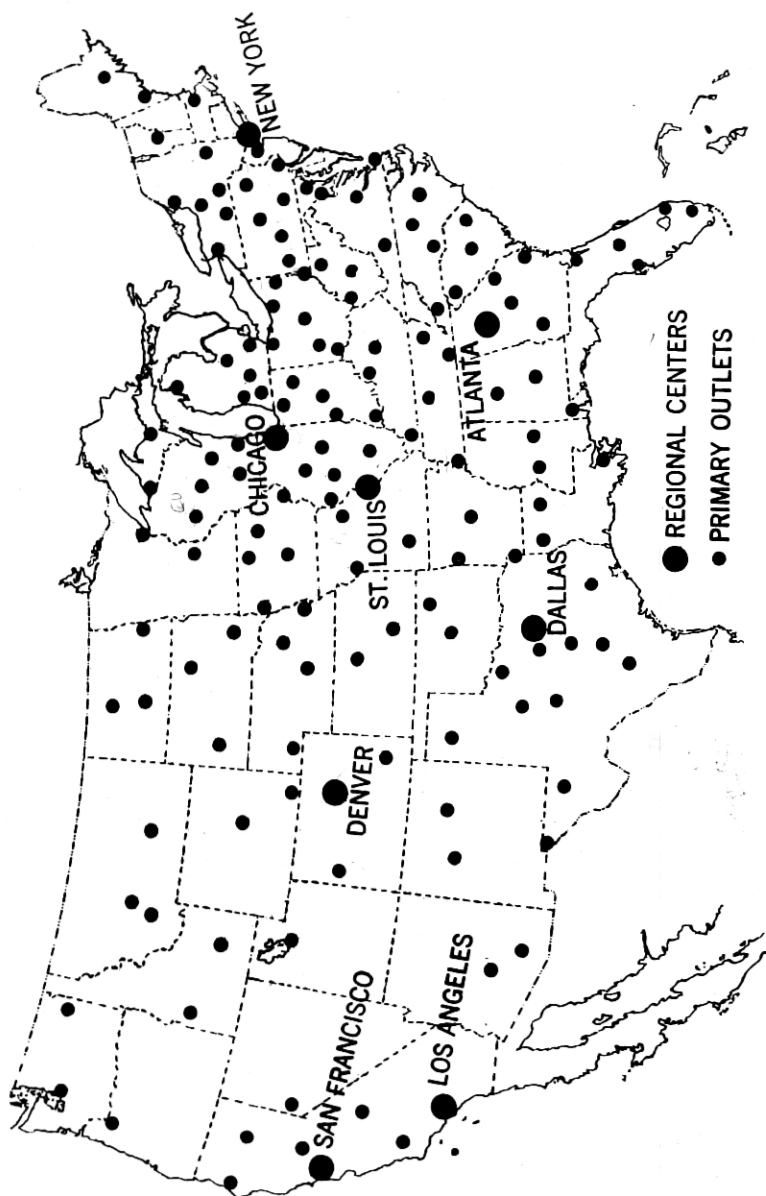 NEW YORK
CHICAGO
ST. LOUIS
ATLANTA
DENVER
DALLAS
SAN FRANCISCO
LOS ANGELES
REGIONAL CENTERS
PRIMARY OUTLETS